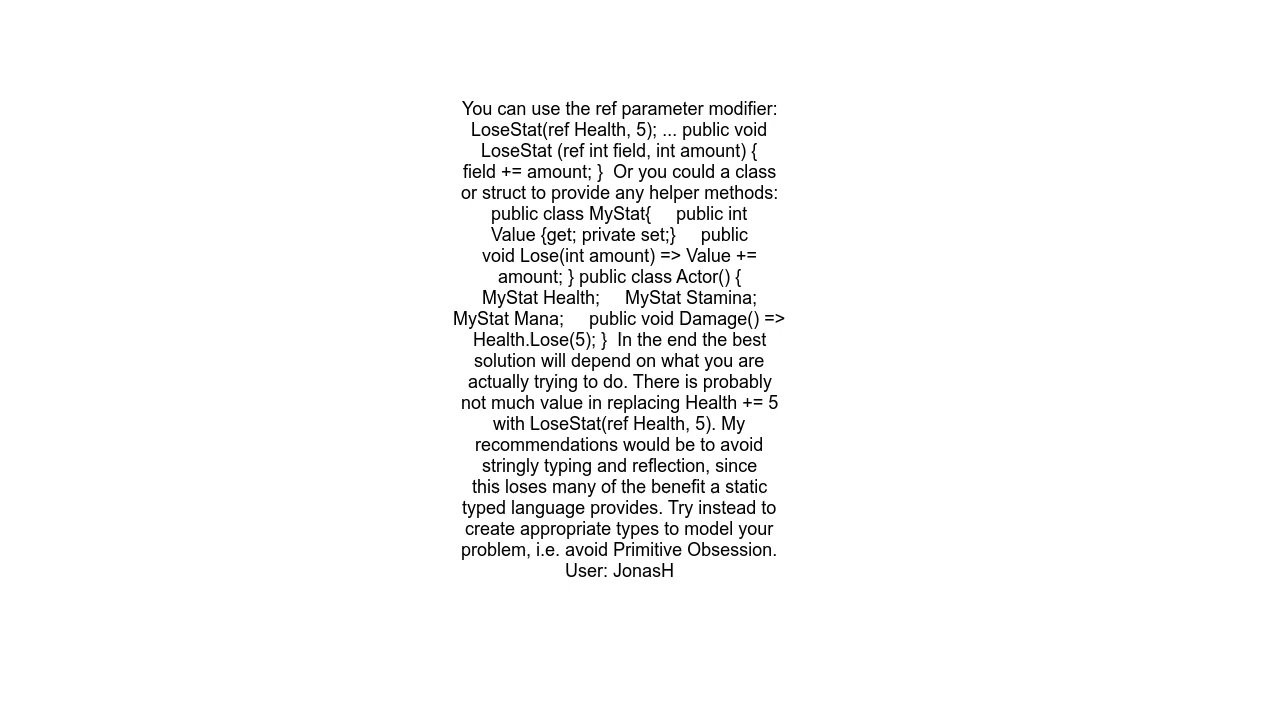 You can use the ref parameter modifier:
LoseStat(ref Health, 5); ... public void
LoseStat (ref int field, int amount) {
field += amount; }  Or you could a class
or struct to provide any helper methods:
public class MyStat{     public int
Value {get; private set;}     public
void Lose(int amount) => Value +=
amount; } public class Actor() {
MyStat Health;     MyStat Stamina;
MyStat Mana;     public void Damage() =>
Health.Lose(5); }  In the end the best
solution will depend on what you are
actually trying to do. There is probably
not much value in replacing Health += 5
with LoseStat(ref Health, 5). My
recommendations would be to avoid
stringly typing and reflection, since
this loses many of the benefit a static
typed language provides. Try instead to
create appropriate types to model your
problem, i.e. avoid Primitive Obsession.
User: JonasH